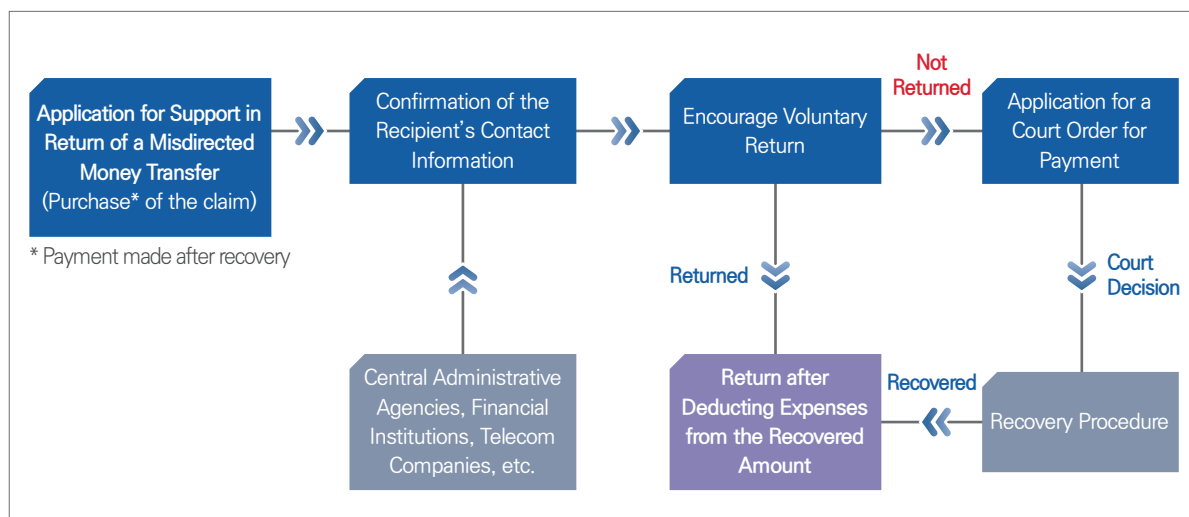 Application for Support in
Return of a Misdirected
Money Transfer
(Purchase* of the claim)
* Payment made after recovery
Confirmation of the
Recipient's Contact
Information
Encourage Voluntary
Return
Not
Returned
Application for a
Court Order for
Payment
Returned
Court
Decision
Central Administrative
Agencies, Financial
Institutions, Telecom
Companies, etc.
Return after
Deducting Expenses
from the Recovered
Amount
Recovered
Recovery Procedure